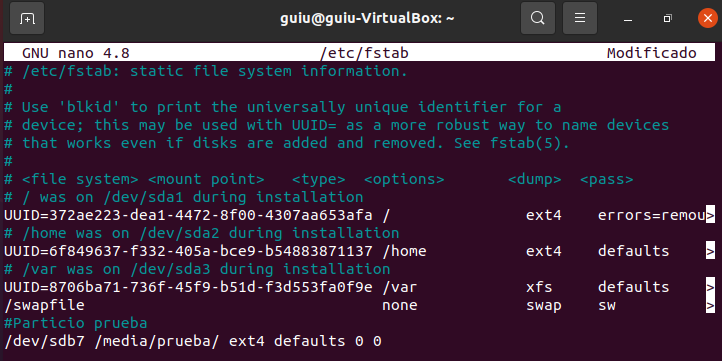 guiu@guiu-VirtualBox: ~
GNU nano 4.8 /etc/fstab Modificado
# /etc/fstab: static file system information.
#
# Use 'blkid' to print the universally unique identifier for a
# device; this may be used with UUID= as a more robust way to name devices
# that works even if disks are added and removed. See fstab(5).
#
# <file system> <mount point>   <type>  <options>       <dump>  <pass>
# / was on /dev/sda1 during installation
UUID=372ae223-dea1-4472-8f00-4307aa653afa /               ext4    errors=remou>
# /home was on /dev/sda2 during installation
UUID=6f849637-f332-405a-bce9-b54883871137 /home           ext4    defaults    >
# /var was on /dev/sda3 during installation
UUID=8706ba71-736f-45f9-b51d-f3d553fa0f9e /var            xfs     defaults    >
/swapfile                                 none            swap    sw          >
#Particio prueba
/dev/sdb7 /media/prueba/ ext4 defaults 0 0